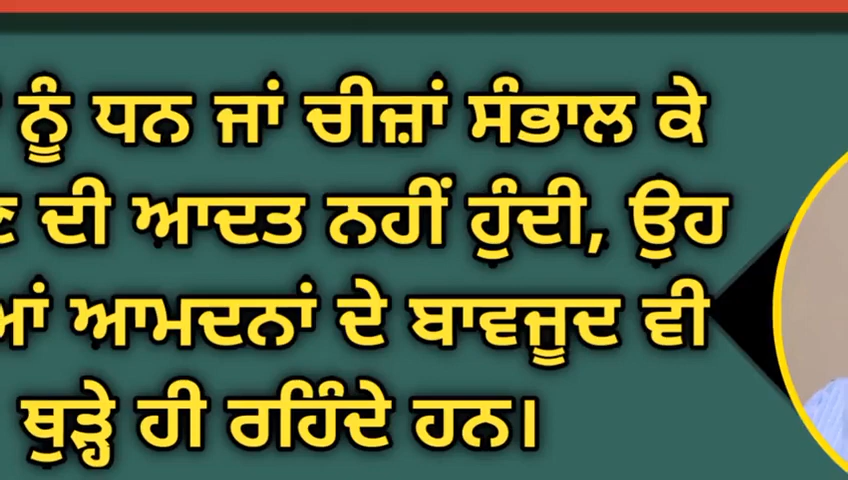 ਨੂੰ ਧਨ ਜਾਂ ਚੀਜ਼ਾਂ ਸੰਭਾਲ ਕੇ
ਦੀ ਆਦਤ ਨਹੀਂ ਹੁੰਦੀ, ਉਹ
ਆਮਦਨਾਂ ਦੇ ਬਾਵਜੂਦ ਵੀ
ਥੁੜ੍ਹੇ ਹੀ ਰਹਿੰਦੇ ਹਨ।